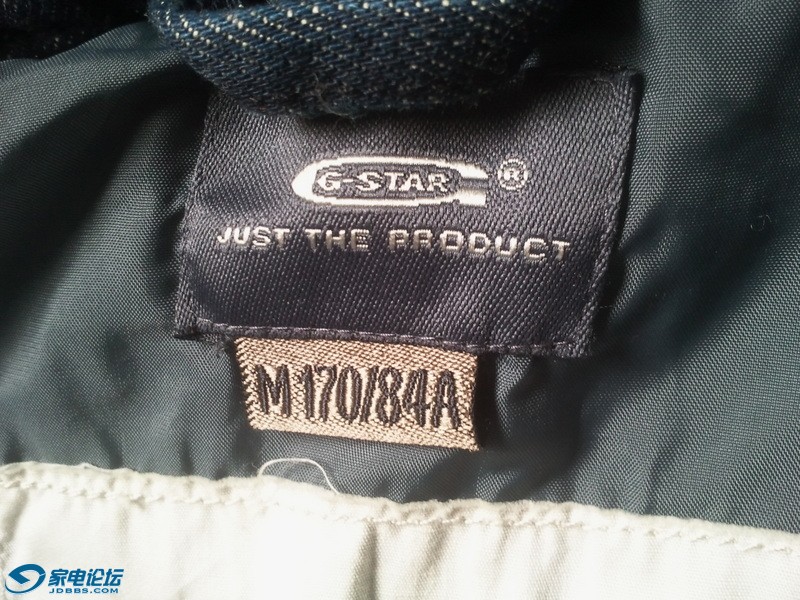 G-STAR ®
JUST THE PRODUCT
M 170/84A
家电论坛
JDBBS.COM